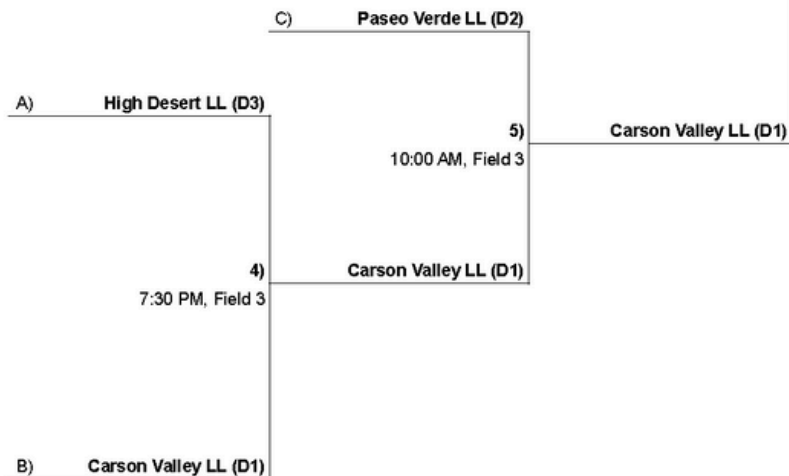 C) Paseo Verde LL (D2)
A) High Desert LL (D3)
5) Carson Valley LL (D1)
10:00 AM, Field 3
4) Carson Valley LL (D1)
7:30 PM, Field 3
B) Carson Valley LL (D1)